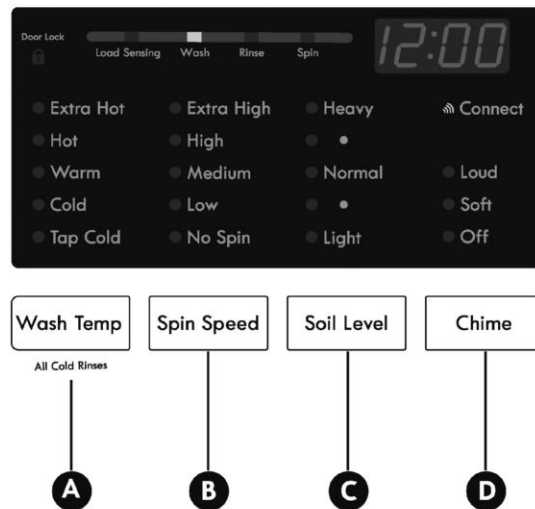 Door Lock
Load Sensing Wash Rinse Spin
12:00
Extra Hot Extra High Heavy Connect
Hot High
Warm Medium Normal Loud
Cold Low Soft
Tap Cold No Spin Light Off
Wash Temp Spin Speed Soil Level Chime
All Cold Rinses
A B C D